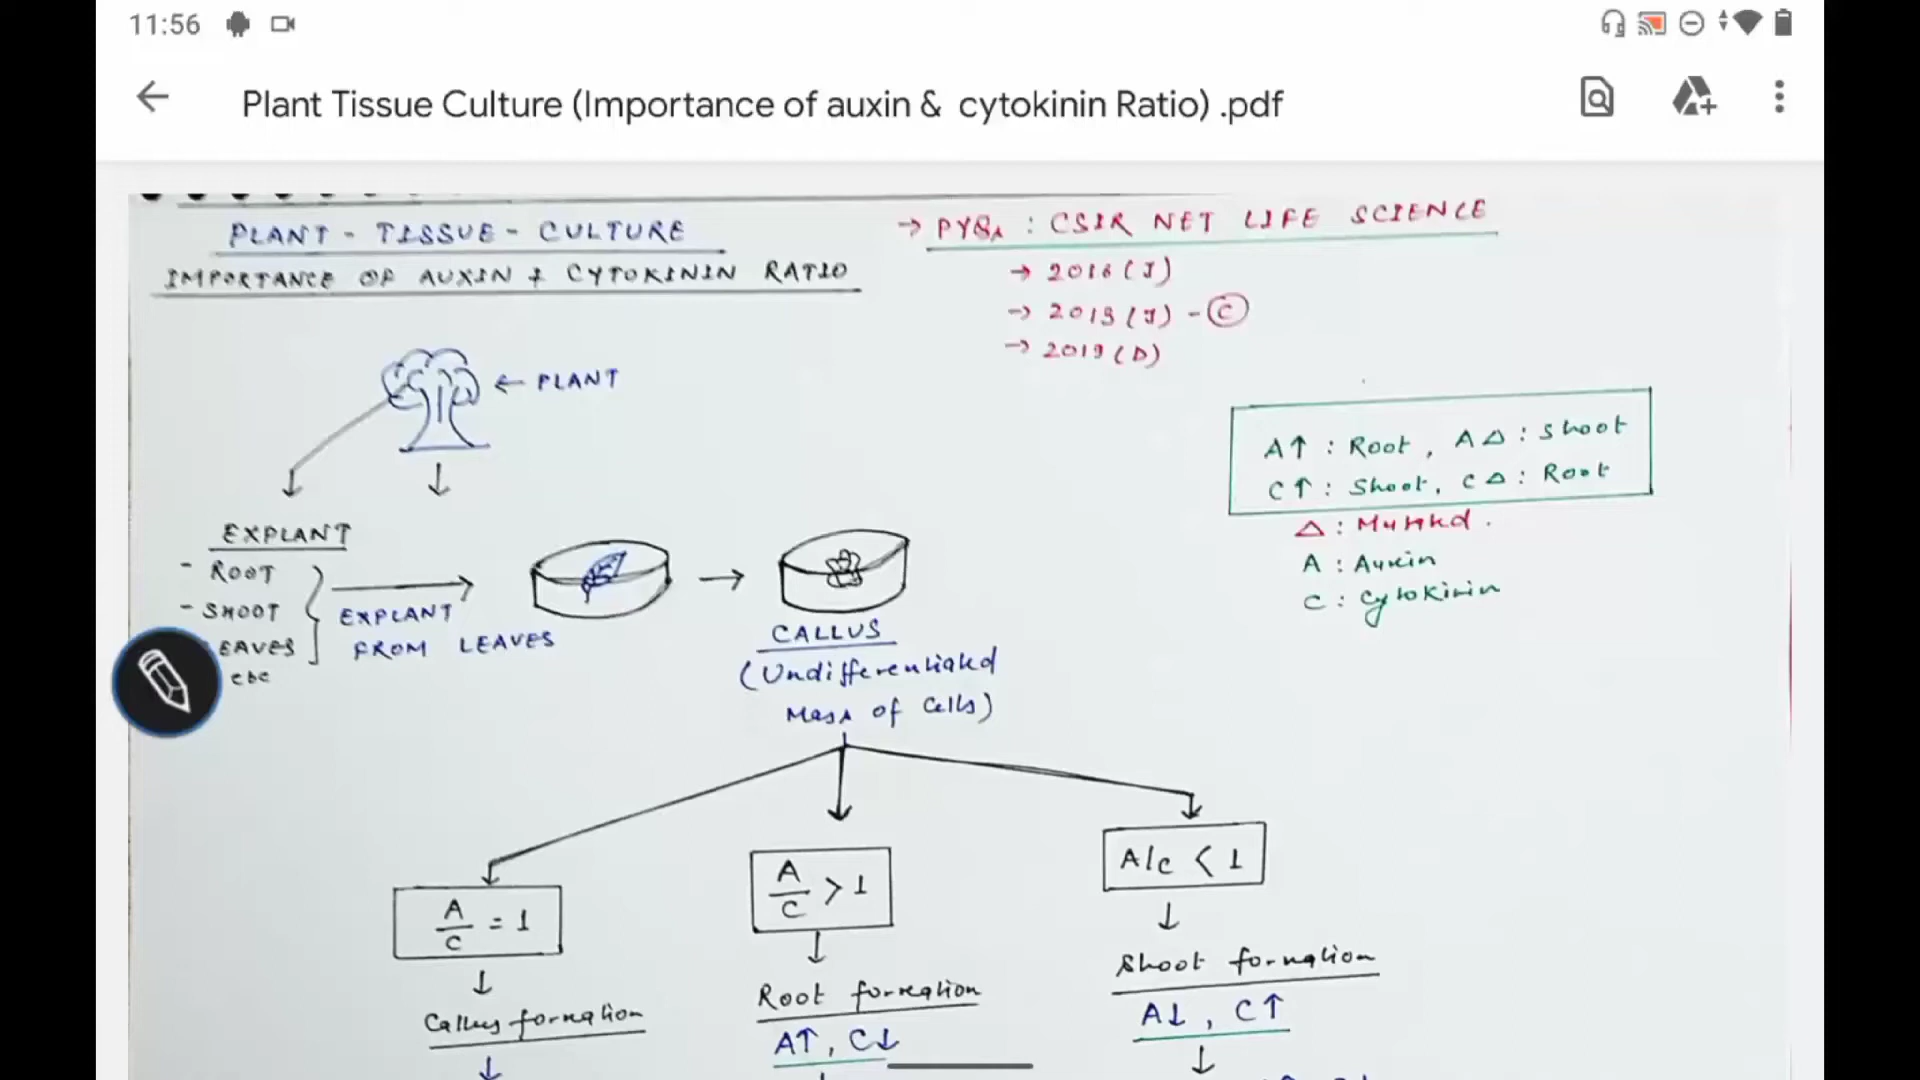 11:56
Plant Tissue Culture (Importance of auxin & cytokinin Ratio) .pdf
PLANT - TISSUE - CULTURE
IMPORTANCE OF AUXIN & CYTOKININ RATIO
→ PYQs : CSIR NET LIFE SCIENCE
→ 2016 (J)
→ 2013 (J) - C
→ 2019 (D)
← PLANT
A↑ : Root , A Δ : Shoot
C↑ : Shoot, C Δ : Root
Δ : Mutated .
A : Auxin
C : Cytokinin
EXPLANT
- ROOT
- SHOOT
EAVES
etc
EXPLANT
FROM LEAVES
CALLUS
(Undifferentiated
Mass of Cells)
A/C = 1
Callus formation
A/C > 1
Root formation
A↑ , C↓
A/C < 1
Shoot formation
A↓ , C↑